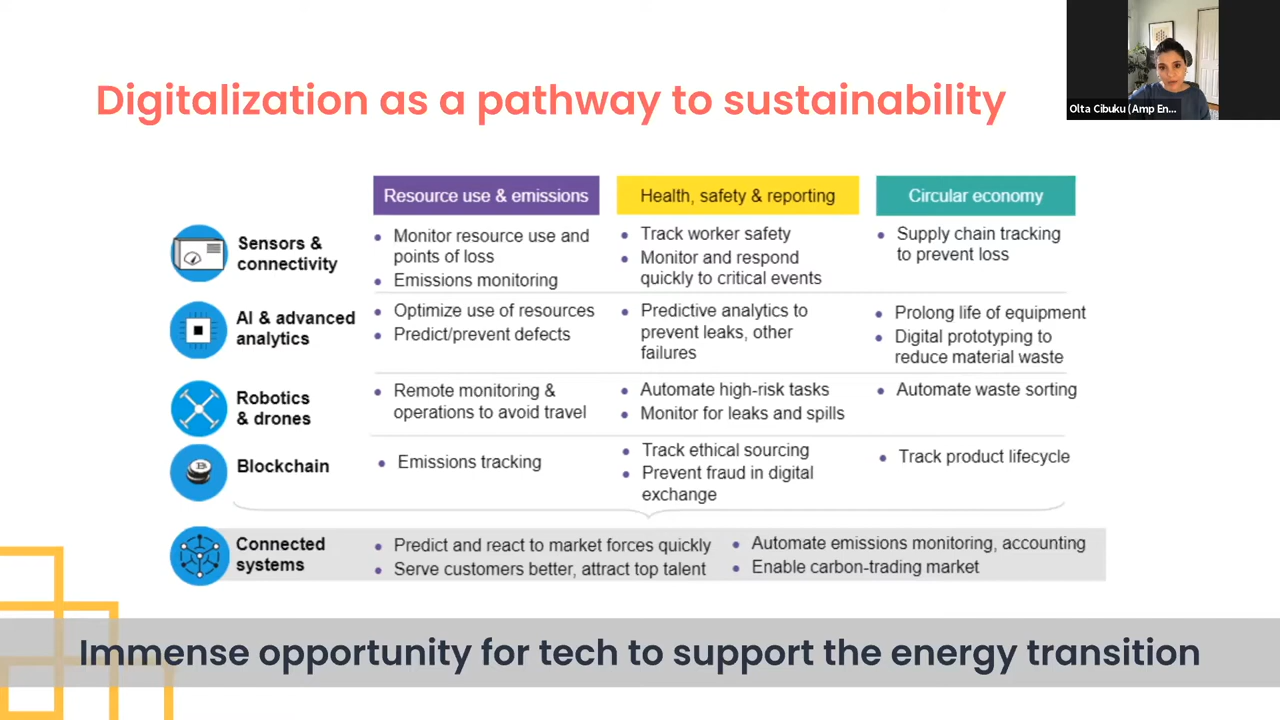 Olta Cibuku (Amp En...
Digitalization as a pathway to sustainability
Resource use & emissions
Health, safety & reporting
Circular economy
Sensors &
connectivity
Monitor resource use and
points of loss
Emissions monitoring
Track worker safety
Monitor and respond
quickly to critical events
Supply chain tracking
to prevent loss
AI & advanced
analytics
Optimize use of resources
Predict/prevent defects
Predictive analytics to
prevent leaks, other
failures
Prolong life of equipment
Digital prototyping to
reduce material waste
Robotics
& drones
Remote monitoring &
operations to avoid travel
Automate high-risk tasks
Monitor for leaks and spills
Automate waste sorting
Blockchain
Emissions tracking
Track ethical sourcing
Prevent fraud in digital
exchange
Track product lifecycle
Connected
systems
Predict and react to market forces quickly
Serve customers better, attract top talent
Automate emissions monitoring, accounting
Enable carbon-trading market
Immense opportunity for tech to support the energy transition